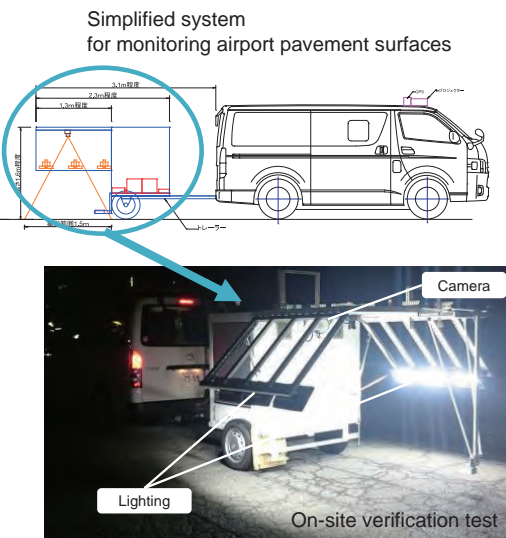 Simplified system
for monitoring airport pavement surfaces
3.1m程度
GPS
プロジェクター
2.3m程度
1.3m程度
1.5m
トレーラー
Camera
Lighting
On-site verification test